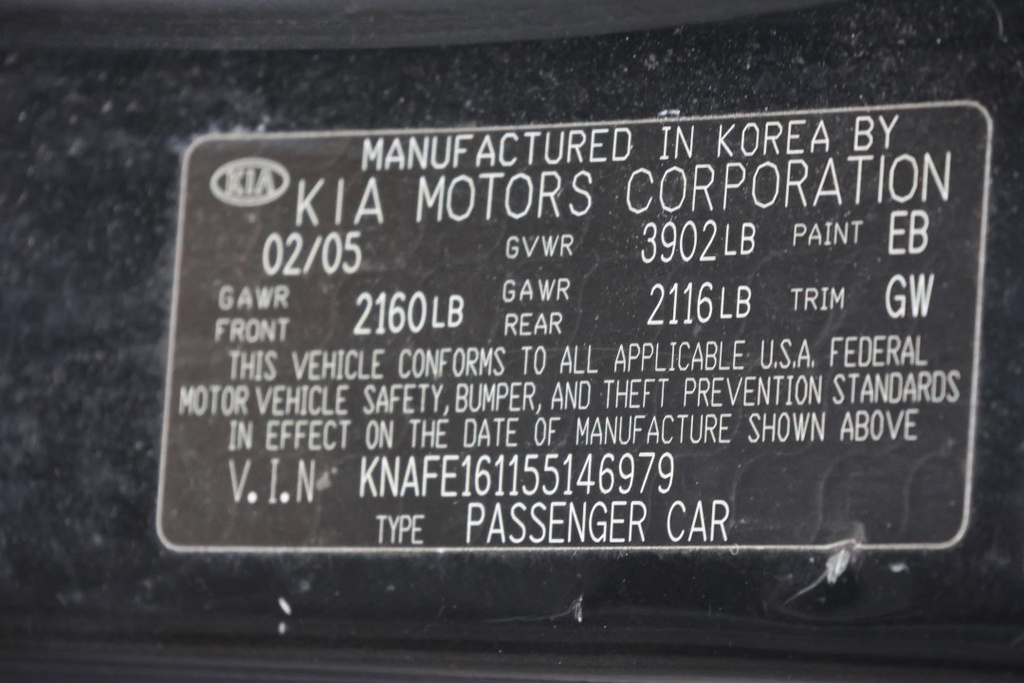 MANUFACTURED IN KOREA BY
KIA KIA MOTORS CORPORATION
02/05 GVWR 3902LB PAINT EB
GAWR FRONT 2160LB GAWR REAR 2116LB TRIM GW
THIS VEHICLE CONFORMS TO ALL APPLICABLE U.S.A. FEDERAL
MOTOR VEHICLE SAFETY, BUMPER, AND THEFT PREVENTION STANDARDS
IN EFFECT ON THE DATE OF MANUFACTURE SHOWN ABOVE
V.I.N KNAFE161155146979
TYPE PASSENGER CAR